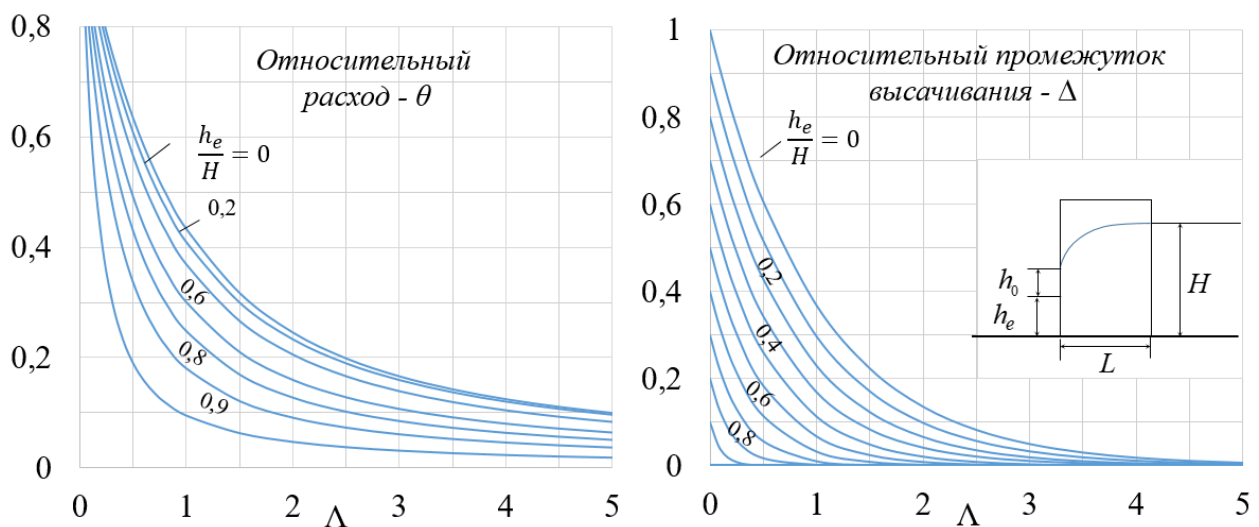 0,8
0,6
0,4
0,2
0
Относительный
расход - θ
h_e/H = 0
0,2
0,6
0,8
0,9
0 1 2 3 4 5
Λ
1
0,8
0,6
0,4
0,2
0
Относительный промежуток
высачивания - Δ
h_e/H = 0
0,2
0,4
0,6
0,8
h₀
h_e
H
L
0 1 2 3 4 5
Λ